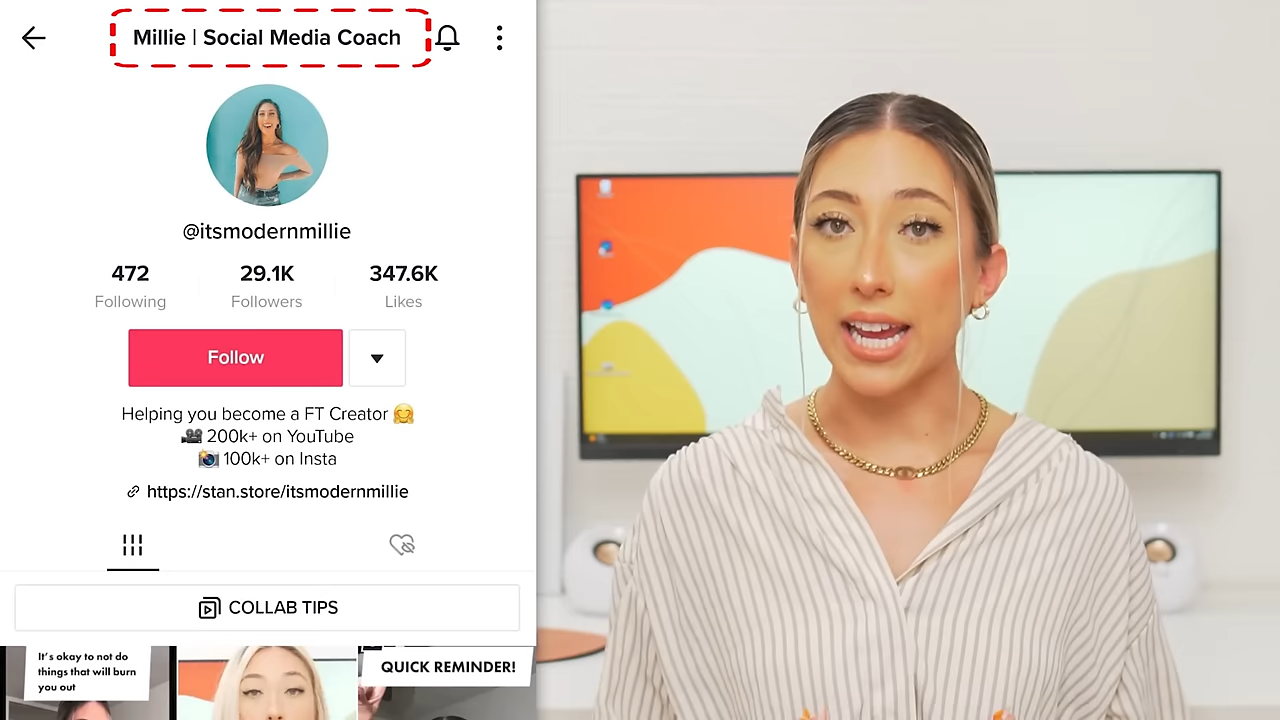 Millie | Social Media Coach
@itsmodernmillie
472 29.1K 347.6K
Following Followers Likes
Follow
Helping you become a FT Creator 🤗
🎥 200k+ on YouTube
📸 100k+ on Insta
https://stan.store/itsmodernmillie
COLLAB TIPS
It's okay to not do
things that will burn
you out
QUICK REMINDER!